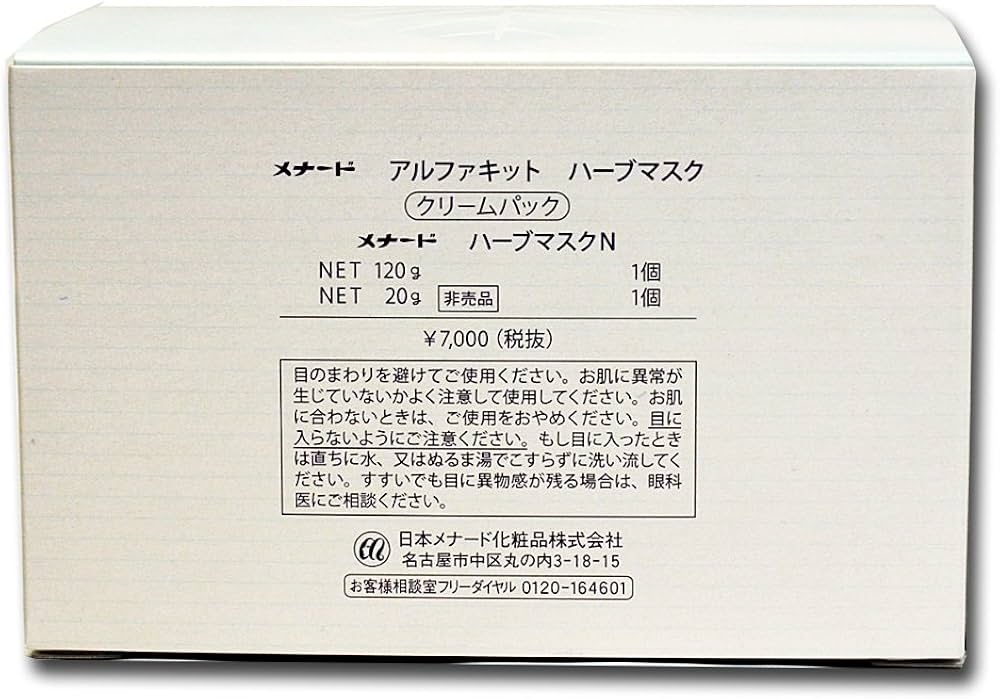 メナード アルファキット ハーブマスク
クリームパック
メナード ハーブマスクN
NET 120g 1個
NET 20g 非売品 1個
¥7,000(税抜)
目のまわりを避けてご使用ください。お肌に異常が
生じていないかよく注意して使用してください。お肌
に合わないときは、ご使用をおやめください。目に
入らないようにご注意ください。もし目に入ったとき
は直ちに水、又はぬるま湯でこすらずに洗い流してく
ださい。すすいでも目に異物感が残る場合は、眼科
医にご相談ください。
日本メナード化粧品株式会社
名古屋市中区丸の内3-18-15
お客様相談室フリーダイヤル 0120-164601